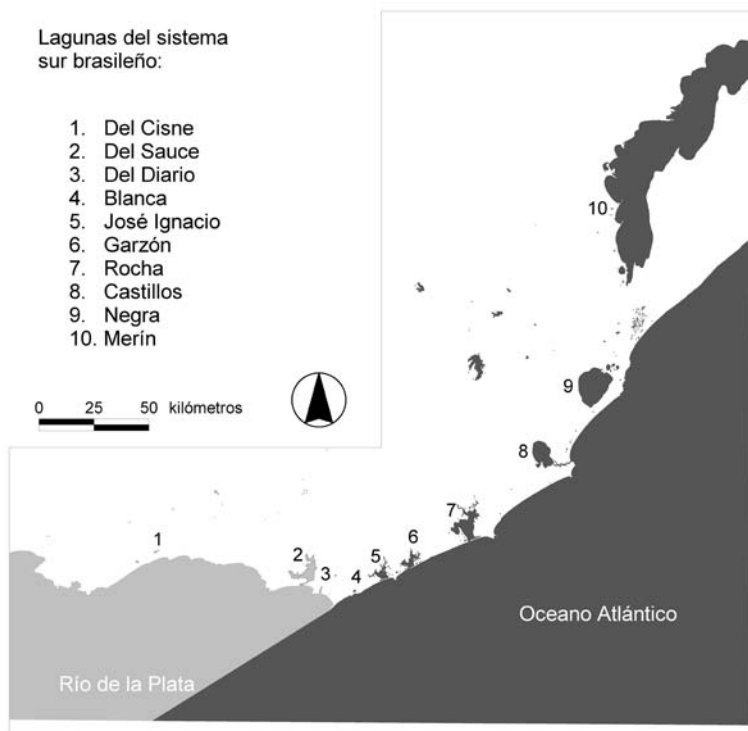 Lagunas del sistema
sur brasileño:
1. Del Cisne
2. Del Sauce
3. Del Diario
4. Blanca
5. José Ignacio
6. Garzón
7. Rocha
8. Castillos
9. Negra
10. Merín
0 25 50 kilómetros
10
9
8
7
6
5
4
3
2
1
Oceano Atlántico
Río de la Plata